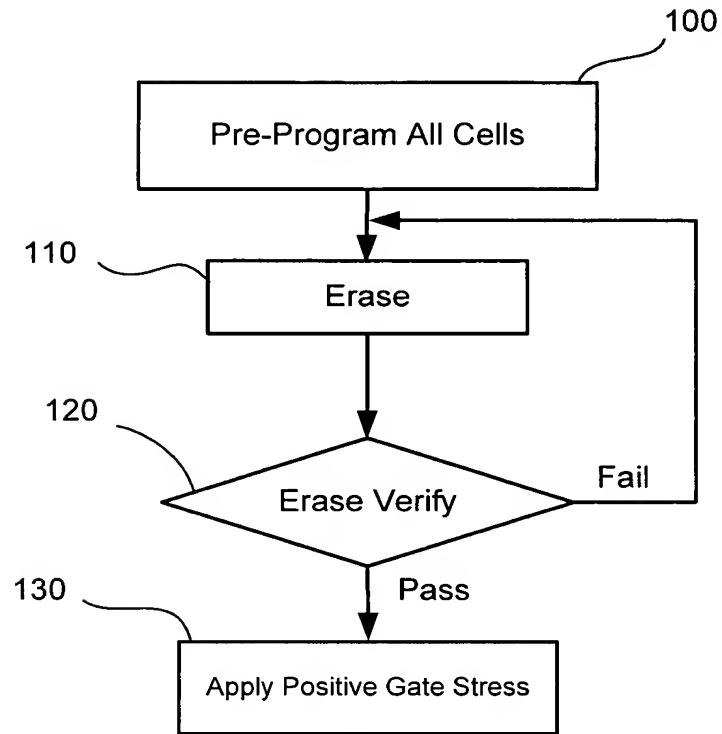 100
Pre-Program All Cells
110
Erase
120
Erase Verify
Fail
Pass
130
Apply Positive Gate Stress